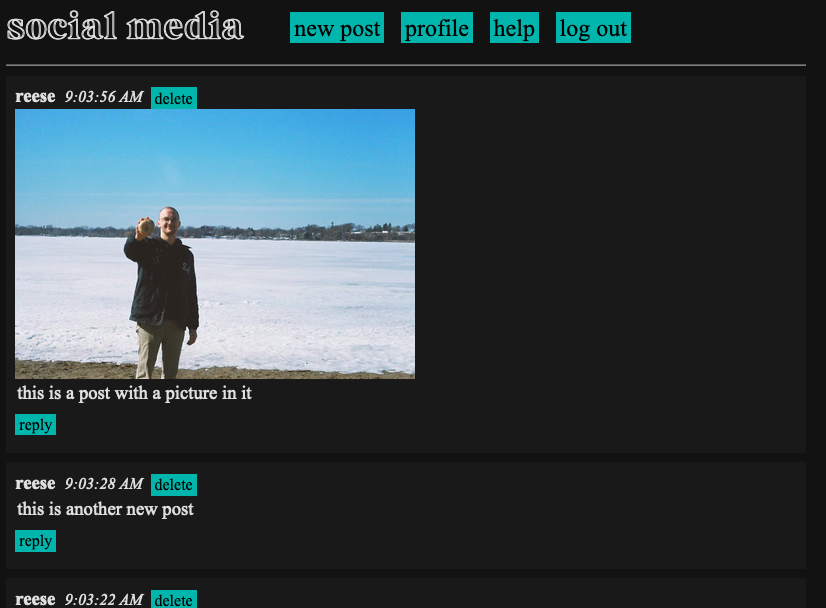 social media new post profile help log out
reese 9:03:56 AM delete
this is a post with a picture in it
reply
reese 9:03:28 AM delete
this is another new post
reply
reese 9:03:22 AM delete